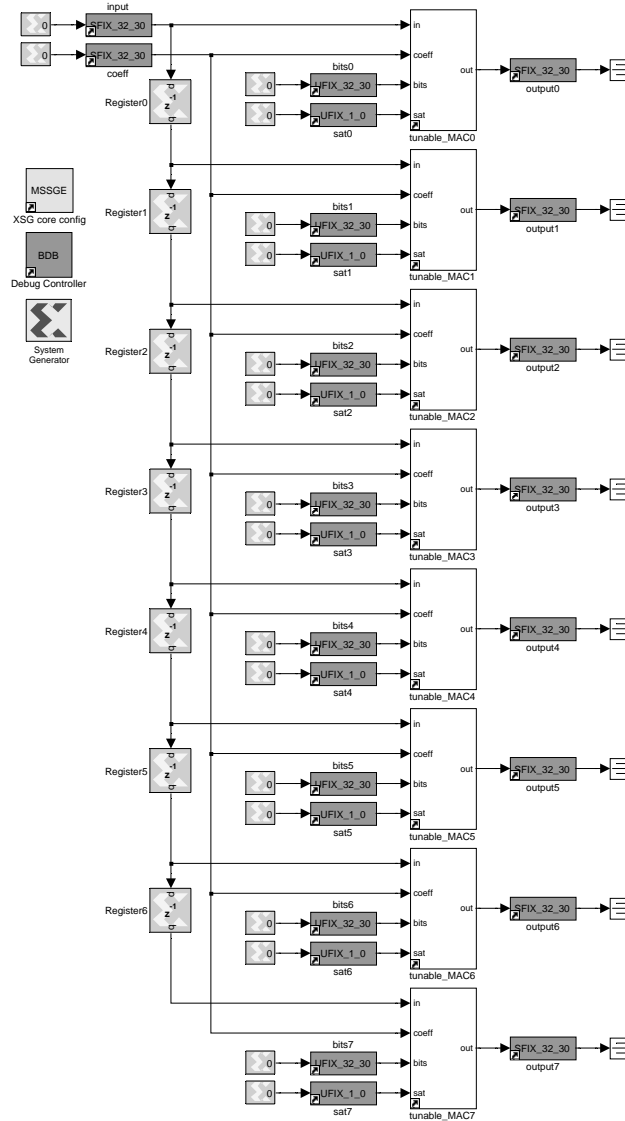 input
0 SFIX_32_30
0 SFIX_32_30
coeff
in
coeff
bits
sat
out
tunable_MAC0
bits0
0 UFIX_32_30
0 UFIX_1_0
sat0
SFIX_32_30
output0
Register0
d
z-1
q
MSSGE
XSG core config
BDB
Debug Controller
System
Generator
in
coeff
bits
sat
out
tunable_MAC1
bits1
0 UFIX_32_30
0 UFIX_1_0
sat1
SFIX_32_30
output1
Register1
d
z-1
q
in
coeff
bits
sat
out
tunable_MAC2
bits2
0 UFIX_32_30
0 UFIX_1_0
sat2
SFIX_32_30
output2
Register2
d
z-1
q
in
coeff
bits
sat
out
tunable_MAC3
bits3
0 UFIX_32_30
0 UFIX_1_0
sat3
SFIX_32_30
output3
Register3
d
z-1
q
in
coeff
bits
sat
out
tunable_MAC4
bits4
0 UFIX_32_30
0 UFIX_1_0
sat4
SFIX_32_30
output4
Register4
d
z-1
q
in
coeff
bits
sat
out
tunable_MAC5
bits5
0 UFIX_32_30
0 UFIX_1_0
sat5
SFIX_32_30
output5
Register5
d
z-1
q
in
coeff
bits
sat
out
tunable_MAC6
bits6
0 UFIX_32_30
0 UFIX_1_0
sat6
SFIX_32_30
output6
Register6
d
z-1
q
in
coeff
bits
sat
out
tunable_MAC7
bits7
0 UFIX_32_30
0 UFIX_1_0
sat7
SFIX_32_30
output7